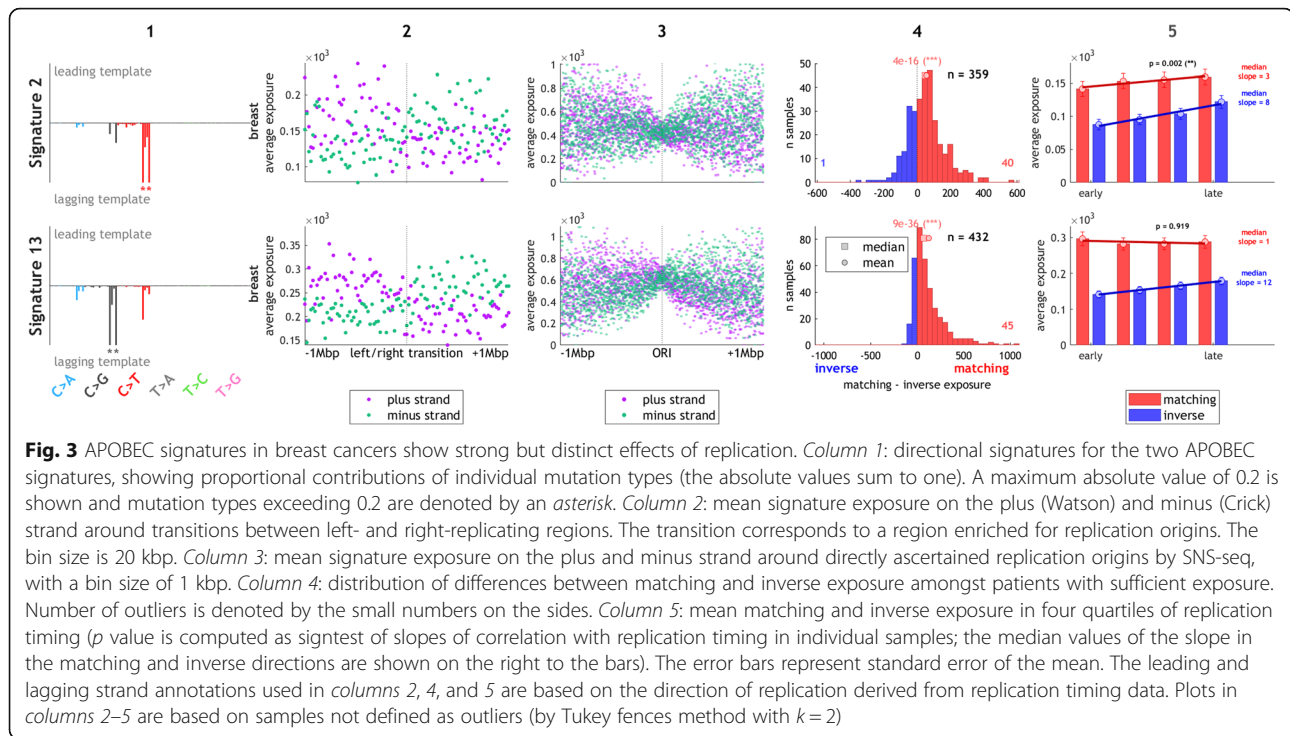 1 2 3 4 5
Signature 2
leading template
lagging template
**
breast
average exposure
×10³
0.2
0.15
0.1
average exposure
×10³
1
0.8
0.6
0.4
0.2
0
n samples
50
40
30
20
10
0
4e-16 (***)
n = 359
1
40
-600 -400 -200 0 200 400 600
average exposure
×10³
0.15
0.1
0.05
0
p = 0.002 (**)
median
slope = 3
median
slope = 8
early late
Signature 13
leading template
lagging template
**
C>A C>G C>T T>A T>C T>G
breast
average exposure
×10³
0.35
0.3
0.25
0.2
0.15
-1Mbp left/right transition +1Mbp
plus strand
minus strand
average exposure
×10³
1
0.8
0.6
0.4
0.2
0
-1Mbp ORI +1Mbp
plus strand
minus strand
n samples
80
60
40
20
0
9e-36 (***)
median
mean
n = 432
45
-1000 -500 0 500 1000
inverse matching
matching - inverse exposure
average exposure
×10³
0.3
0.2
0.1
0
p = 0.919
median
slope = 1
median
slope = 12
early late
matching
inverse
Fig. 3 APOBEC signatures in breast cancers show strong but distinct effects of replication. Column 1: directional signatures for the two APOBEC
signatures, showing proportional contributions of individual mutation types (the absolute values sum to one). A maximum absolute value of 0.2 is
shown and mutation types exceeding 0.2 are denoted by an asterisk. Column 2: mean signature exposure on the plus (Watson) and minus (Crick)
strand around transitions between left- and right-replicating regions. The transition corresponds to a region enriched for replication origins. The
bin size is 20 kbp. Column 3: mean signature exposure on the plus and minus strand around directly ascertained replication origins by SNS-seq,
with a bin size of 1 kbp. Column 4: distribution of differences between matching and inverse exposure amongst patients with sufficient exposure.
Number of outliers is denoted by the small numbers on the sides. Column 5: mean matching and inverse exposure in four quartiles of replication
timing (p value is computed as signtest of slopes of correlation with replication timing in individual samples; the median values of the slope in
the matching and inverse directions are shown on the right to the bars). The error bars represent standard error of the mean. The leading and
lagging strand annotations used in columns 2, 4, and 5 are based on the direction of replication derived from replication timing data. Plots in
columns 2–5 are based on samples not defined as outliers (by Tukey fences method with k = 2)